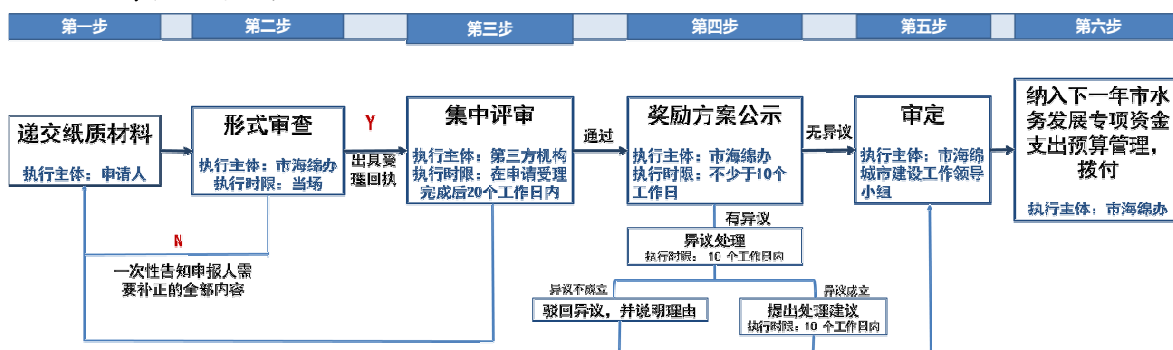 第一步
第二步
第三步
第四步
第五步
第六步
递交纸质材料
执行主体：申请人
形式审查
执行主体：市海绵办
执行时限：当场
Y
出具受
理回执
集中评审
执行主体：第三方机构
执行时限：在申请受理
完成后20个工作日内
通过
奖励方案公示
执行主体：市海绵办
执行时限：不少于10个
工作日
无异议
审定
执行主体：市海绵
城市建设工作领导
小组
纳入下一年市水
务发展专项资金
支出预算管理，
拨付
执行主体：市海绵办
N
一次性告知申报人需
要补正的全部内容
有异议
异议处理
执行时限： 10 个工作日内
异议不成立
驳回异议，并说明理由
异议成立
提出处理建议
执行时限：10 个工作日内